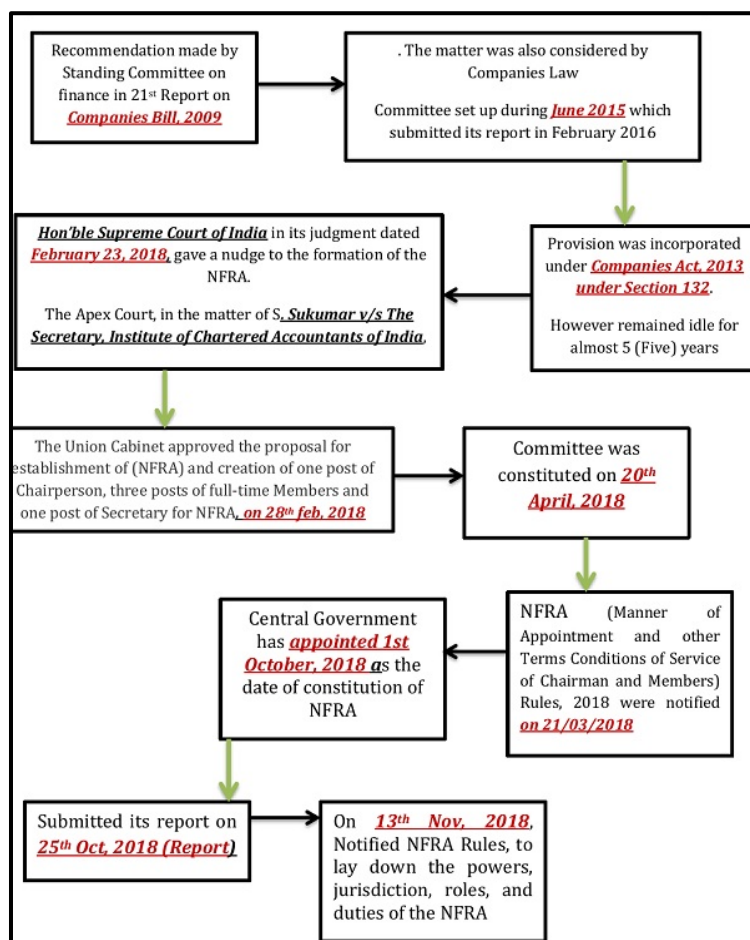 Recommendation made by
Standing Committee on
finance in 21st Report on
Companies Bill, 2009
. The matter was also considered by
Companies Law
Committee set up during June 2015 which
submitted its report in February 2016
Provision was incorporated
under Companies Act, 2013
under Section 132.
However remained idle for
almost 5 (Five) years
Hon'ble Supreme Court of India in its judgment dated
February 23, 2018, gave a nudge to the formation of the
NFRA.
The Apex Court, in the matter of S. Sukumar v/s The
Secretary, Institute of Chartered Accountants of India.
The Union Cabinet approved the proposal for
establishment of (NFRA) and creation of one post of
Chairperson, three posts of full-time Members and
one post of Secretary for NFRA, on 28th feb, 2018
Committee was
constituted on 20th
April, 2018
NFRA (Manner of
Appointment and other
Terms Conditions of Service
of Chairman and Members)
Rules, 2018 were notified
on 21/03/2018
Central Government
has appointed 1st
October, 2018 as the
date of constitution of
NFRA
Submitted its report on
25th Oct, 2018 (Report)
On 13th Nov, 2018,
Notified NFRA Rules, to
lay down the powers,
jurisdiction, roles, and
duties of the NFRA